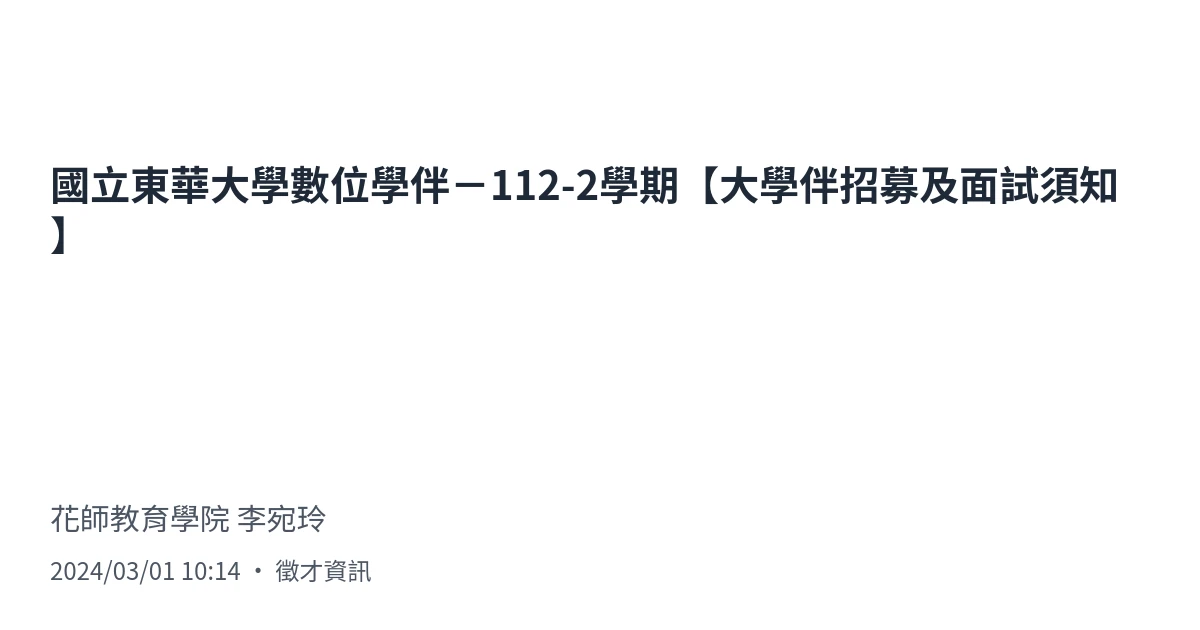 國立東華大學數位學伴－112-2學期【大學伴招募及面試須知
】
花師教育學院 李宛玲
2024/03/01 10:14 ・ 徵才資訊